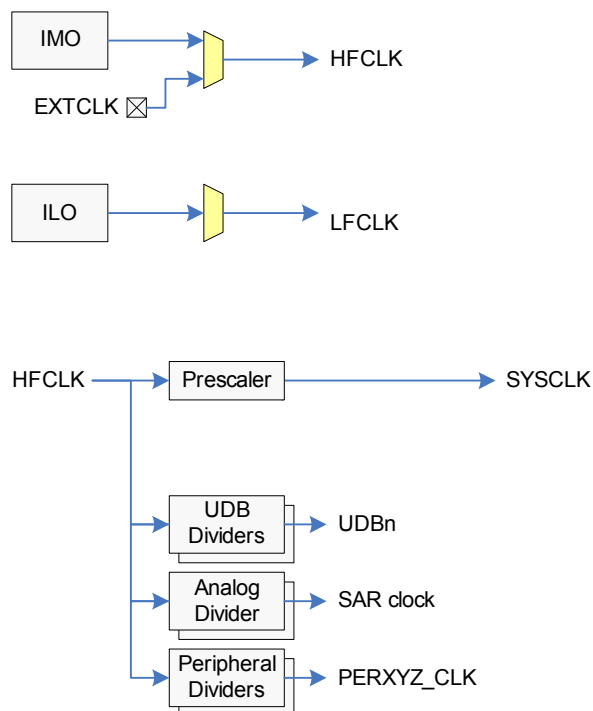 IMO
HFCLK
EXTCLK
ILO
LFCLK
HFCLK
Prescaler
SYSCLK
UDB
Dividers
UDBn
Analog
Divider
SAR clock
Peripheral
Dividers
PERXYZ_CLK